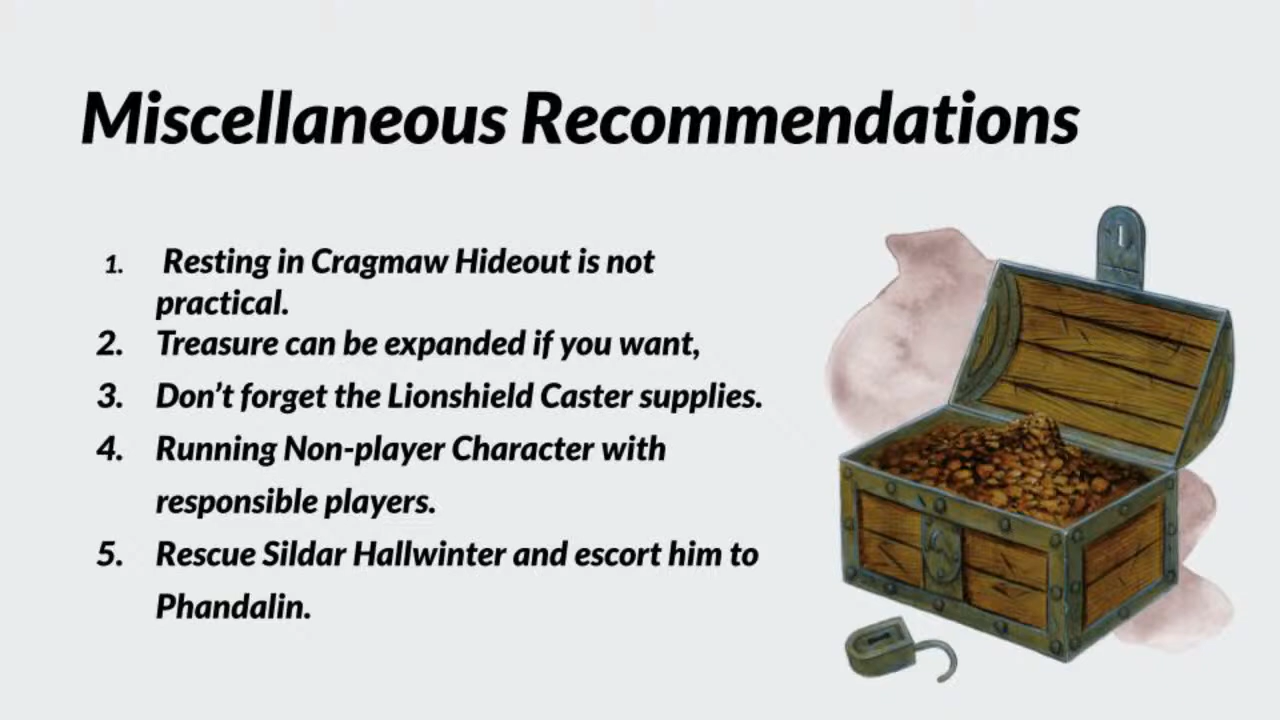 Miscellaneous Recommendations
1. Resting in Cragmaw Hideout is not
practical.
2. Treasure can be expanded if you want,
3. Don’t forget the Lionshield Caster supplies.
4. Running Non-player Character with
responsible players.
5. Rescue Sildar Hallwinter and escort him to
Phandalin.